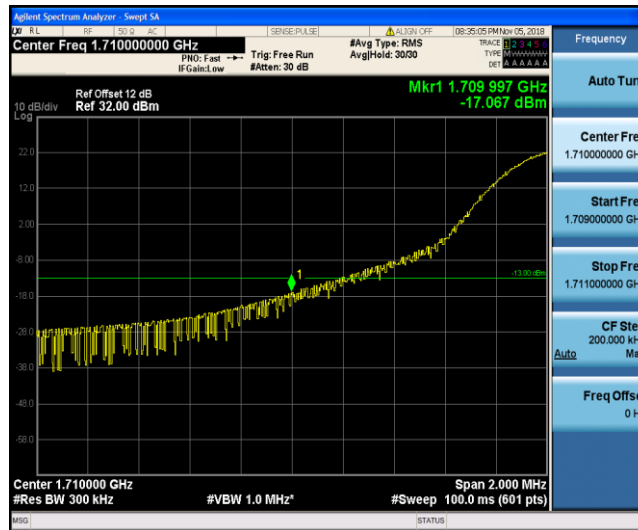 Agilent Spectrum Analyzer - Swept SA
RL RF 50 Ω AC SENSE:PULSE ALIGN OFF 08:35:05 PM Nov 05, 2018
Center Freq 1.710000000 GHz
PNO: Fast
IFGain:Low
Trig: Free Run
#Atten: 30 dB
#Avg Type: RMS
Avg|Hold: 30/30
TRACE 1 2 3 4 5 6
TYPE M
DET A A A A A A
Mkr1 1.709 997 GHz
-17.067 dBm
Ref Offset 12 dB
10 dB/div Ref 32.00 dBm
Log
22.0
12.0
2.00
1
-13.00 dBm
-18.0
-28.0
-38.0
-48.0
-58.0
Center 1.710000 GHz Span 2.000 MHz
#Res BW 300 kHz #VBW 1.0 MHz* #Sweep 100.0 ms (601 pts)
MSG STATUS
Frequency
Auto Tun
Center Fre
1.710000000 GH
Start Fre
1.709000000 GH
Stop Fre
1.711000000 GH
CF Ste
200.000 kH
Auto Ma
Freq Offse
0 H